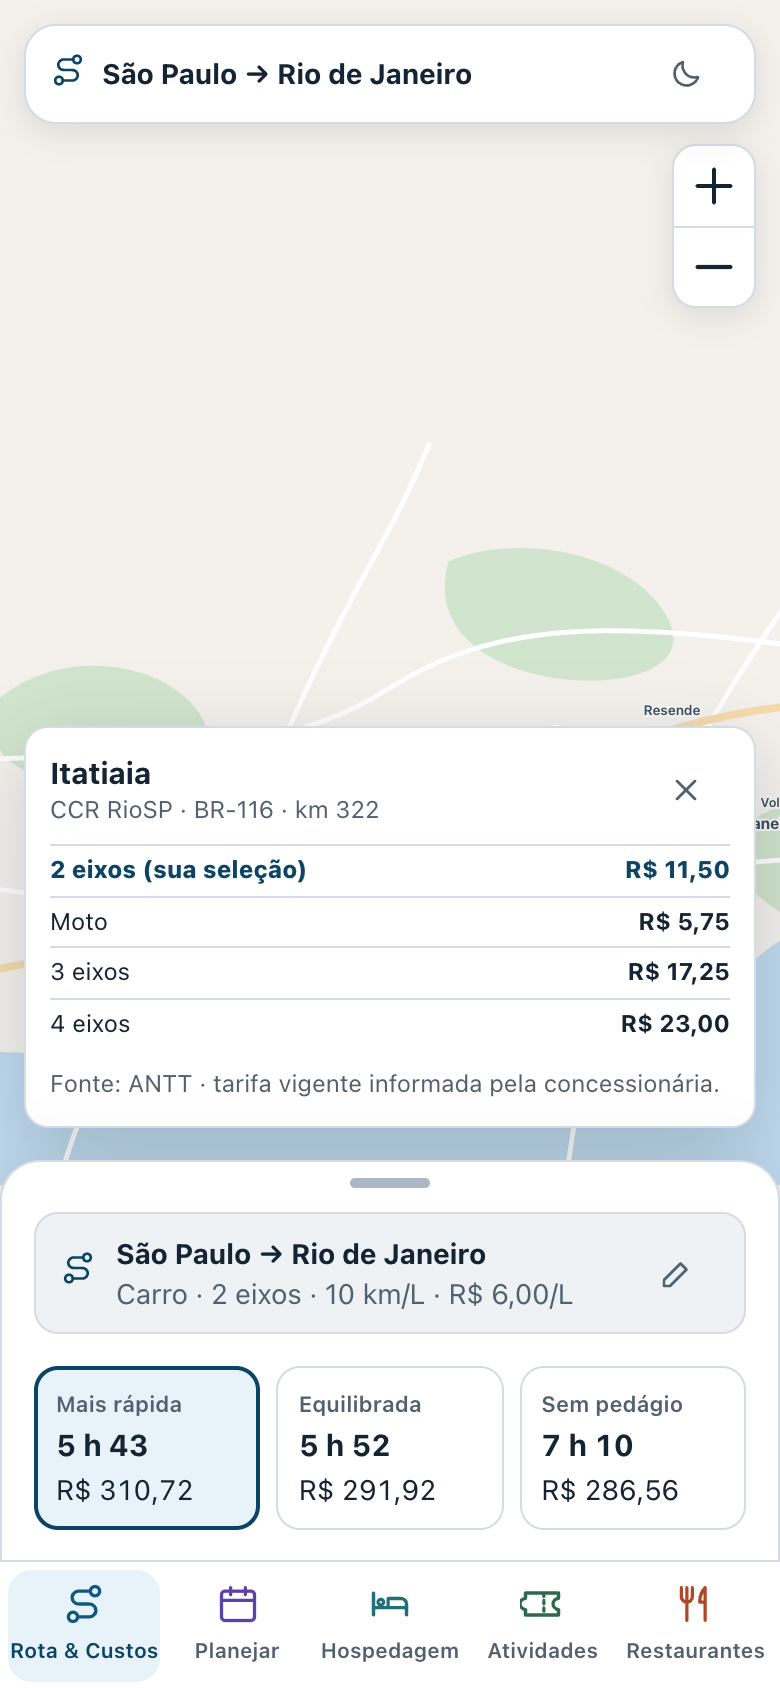 São Paulo → Rio de Janeiro
Resende
Vol
ane
Itatiaia
CCR RioSP · BR-116 · km 322
2 eixos (sua seleção) R$ 11,50
Moto R$ 5,75
3 eixos R$ 17,25
4 eixos R$ 23,00
Fonte: ANTT · tarifa vigente informada pela concessionária.
São Paulo → Rio de Janeiro
Carro · 2 eixos · 10 km/L · R$ 6,00/L
Mais rápida
5 h 43
R$ 310,72
Equilibrada
5 h 52
R$ 291,92
Sem pedágio
7 h 10
R$ 286,56
Rota & Custos
Planejar
Hospedagem
Atividades
Restaurantes